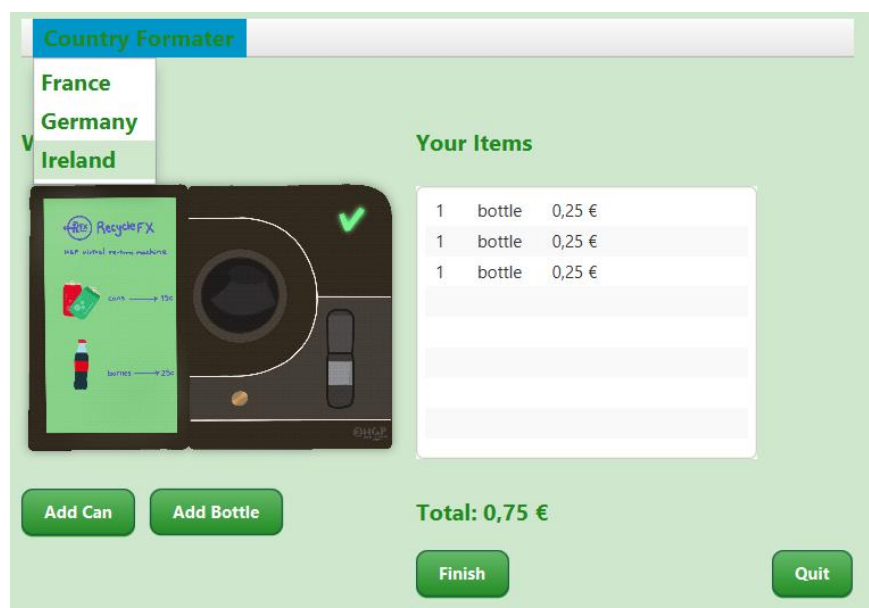 Country Formater
France
Germany
Ireland
Your Items
RecycleFX
cans 15c
bottles 25c
1 bottle 0,25 €
1 bottle 0,25 €
1 bottle 0,25 €
Add Can
Add Bottle
Total: 0,75 €
Finish
Quit